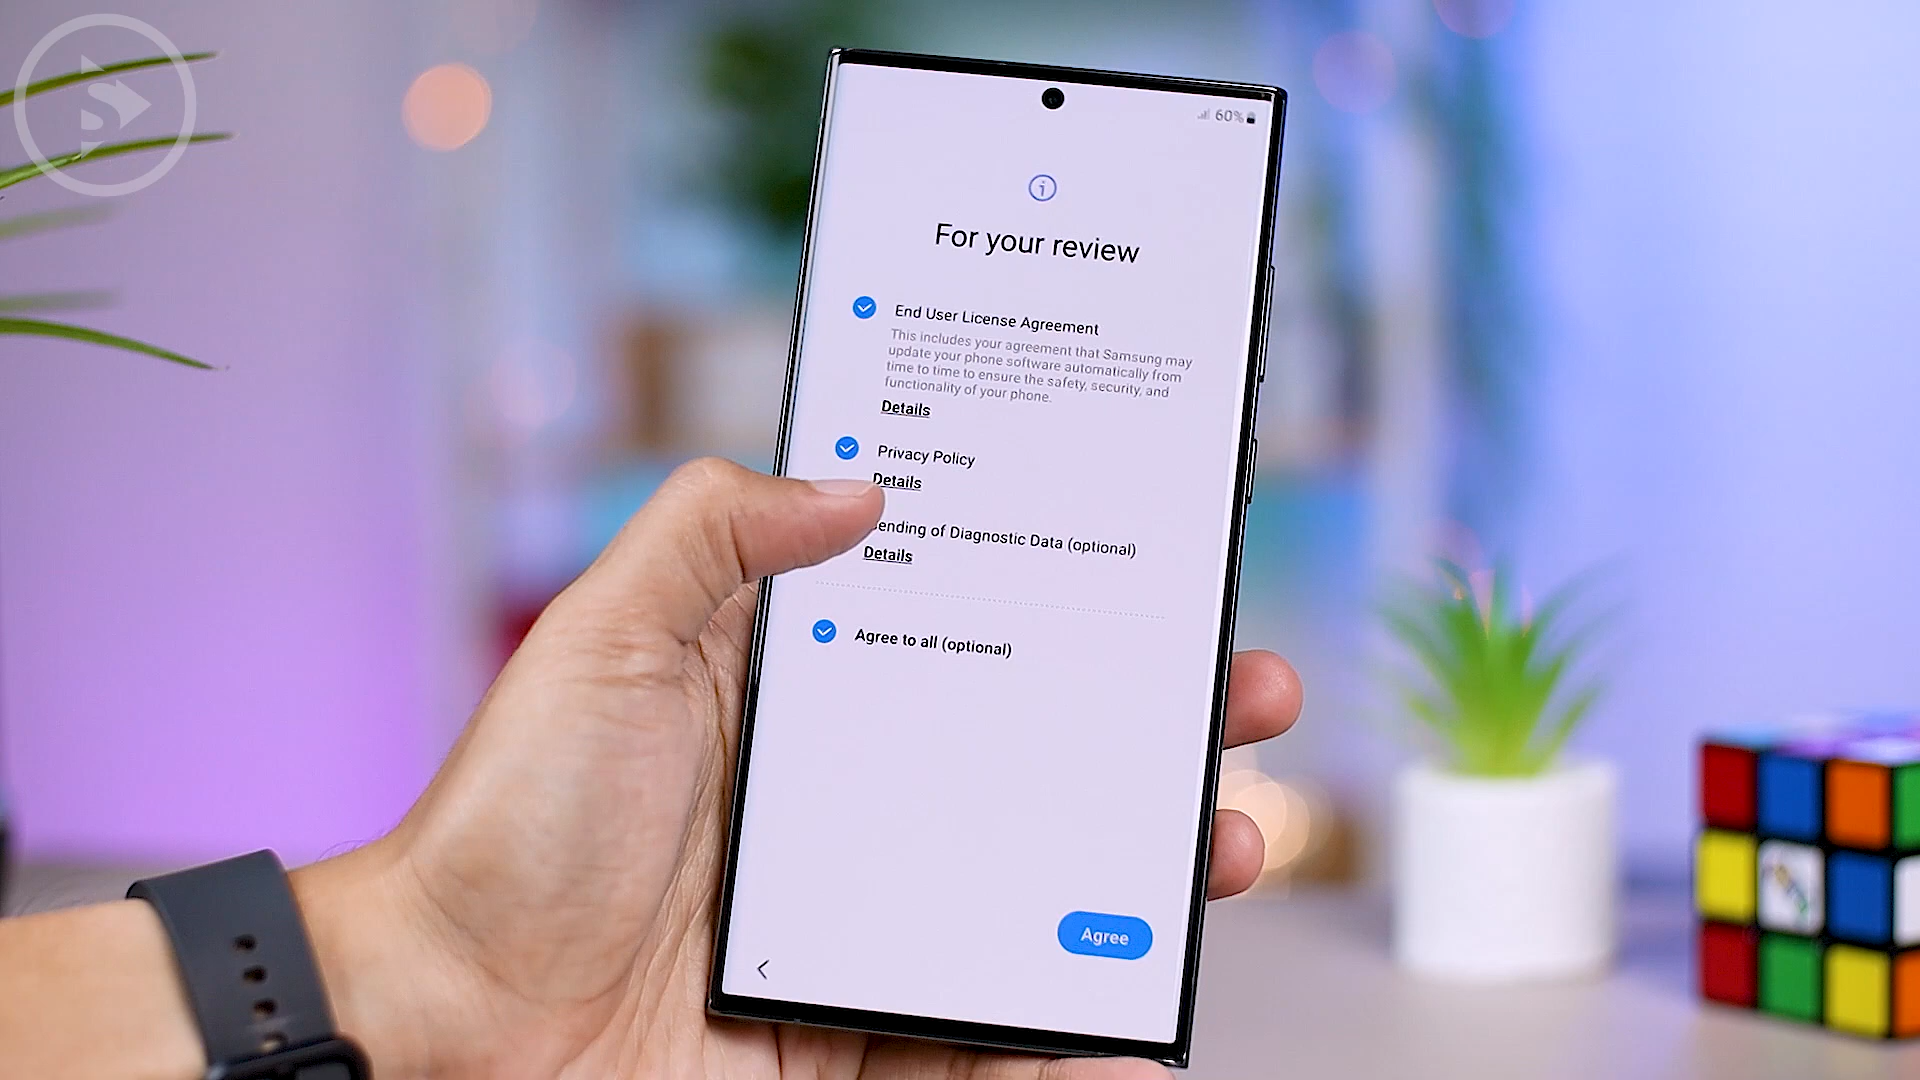 60%
For your review
End User License Agreement
This includes your agreement that Samsung may
update your phone software automatically from
time to time to ensure the safety, security, and
functionality of your phone.
Details
Privacy Policy
Details
ending of Diagnostic Data (optional)
Details
Agree to all (optional)
Agree